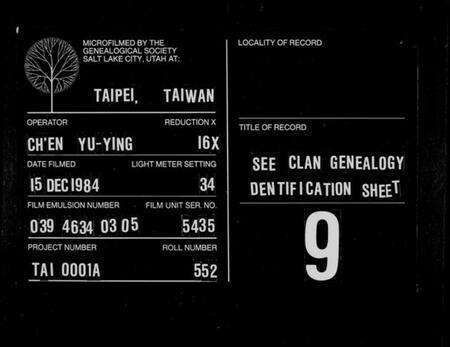 MICROFILMED BY THE
GENEALOGICAL SOCIETY
SALT LAKE CITY, UTAH AT:
TAIPEI, TAIWAN
OPERATOR REDUCTION X
CH'EN YU-YING 16X
DATE FILMED LIGHT METER SETTING
15 DEC 1984 34
FILM EMULSION NUMBER FILM UNIT SER. NO.
039 4634 03 05 5435
PROJECT NUMBER ROLL NUMBER
TAI 0001A 552
LOCALITY OF RECORD
TITLE OF RECORD
SEE CLAN GENEALOGY
DENTIFICATION SHEET
9